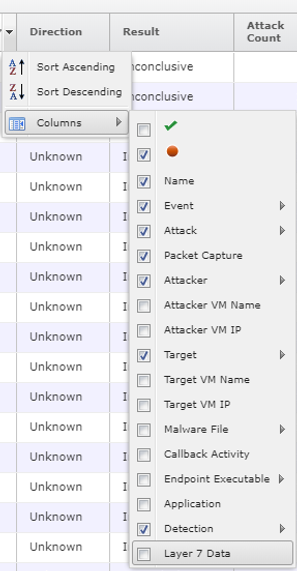 Direction Result Attack Count
Sort Ascending
nconclusive
Sort Descending
nconclusive
Columns
Name
Unknown
Event
Unknown
Attack
Unknown
Packet Capture
Unknown
Attacker
Unknown
Attacker VM Name
Unknown
Attacker VM IP
Unknown
Target
Unknown
Target VM Name
Unknown
Target VM IP
Unknown
Malware File
Unknown
Callback Activity
Unknown
Endpoint Executable
Unknown
Application
Unknown
Detection
Unknown
Layer 7 Data